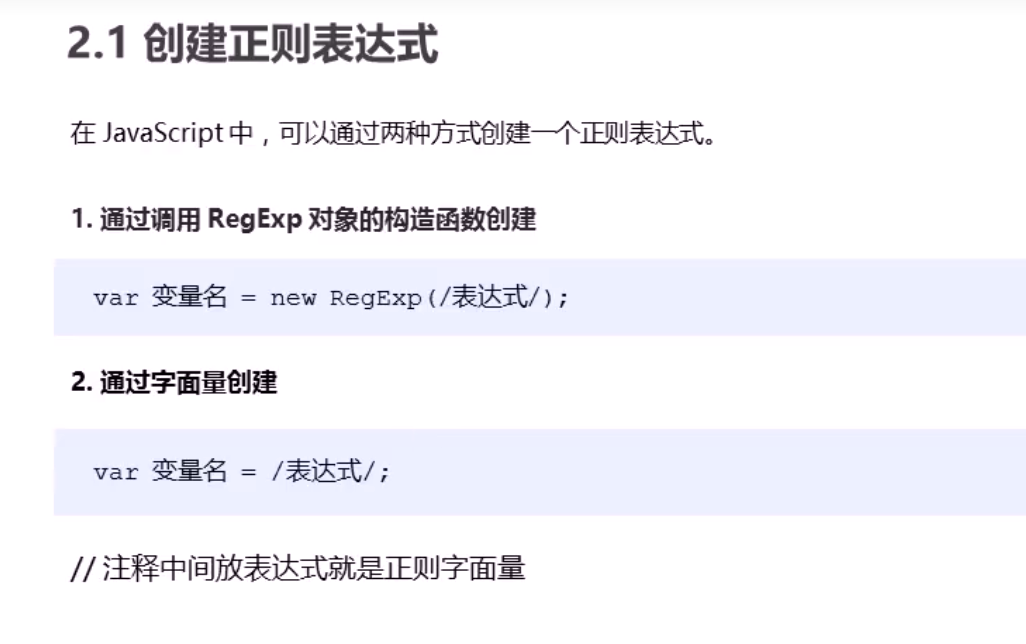 2.1 创建正则表达式
在 JavaScript 中，可以通过两种方式创建一个正则表达式。
1. 通过调用 RegExp 对象的构造函数创建
var 变量名 = new RegExp(/表达式/);
2. 通过字面量创建
var 变量名 = /表达式/;
// 注释中间放表达式就是正则字面量